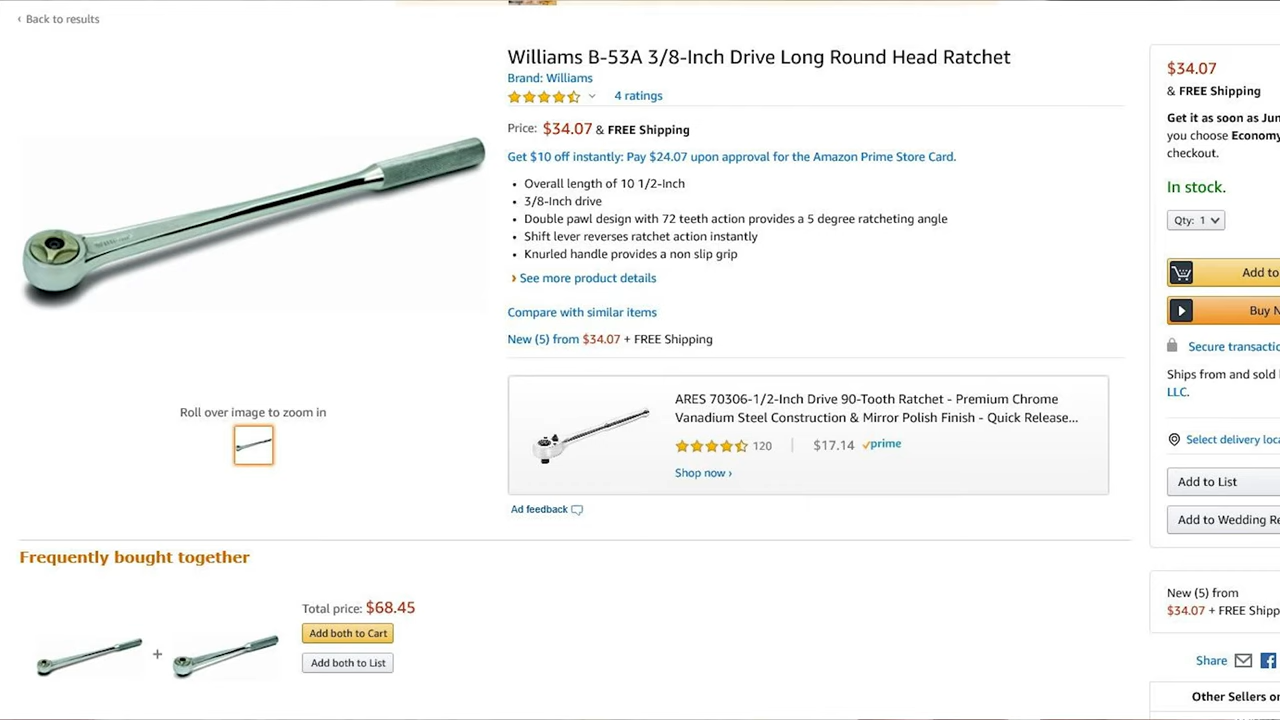 ‹ Back to results
Williams B-53A 3/8-Inch Drive Long Round Head Ratchet
Brand: Williams
4 ratings
Price: $34.07 & FREE Shipping
Get $10 off instantly: Pay $24.07 upon approval for the Amazon Prime Store Card.
• Overall length of 10 1/2-Inch
• 3/8-Inch drive
• Double pawl design with 72 teeth action provides a 5 degree ratcheting angle
• Shift lever reverses ratchet action instantly
• Knurled handle provides a non slip grip
› See more product details
Compare with similar items
New (5) from $34.07 + FREE Shipping
Roll over image to zoom in
ARES 70306-1/2-Inch Drive 90-Tooth Ratchet - Premium Chrome
Vanadium Steel Construction & Mirror Polish Finish - Quick Release...
120 | $17.14 prime
Shop now ›
Ad feedback
$34.07
& FREE Shipping
Get it as soon as Jun
you choose Economy
checkout.
In stock.
Qty: 1
Add to
Buy N
Secure transactio
Ships from and sold
LLC.
Select delivery loca
Add to List
Add to Wedding Re
New (5) from
$34.07 + FREE Shipp
Share
Other Sellers o
Frequently bought together
Total price: $68.45
+
Add both to Cart
Add both to List